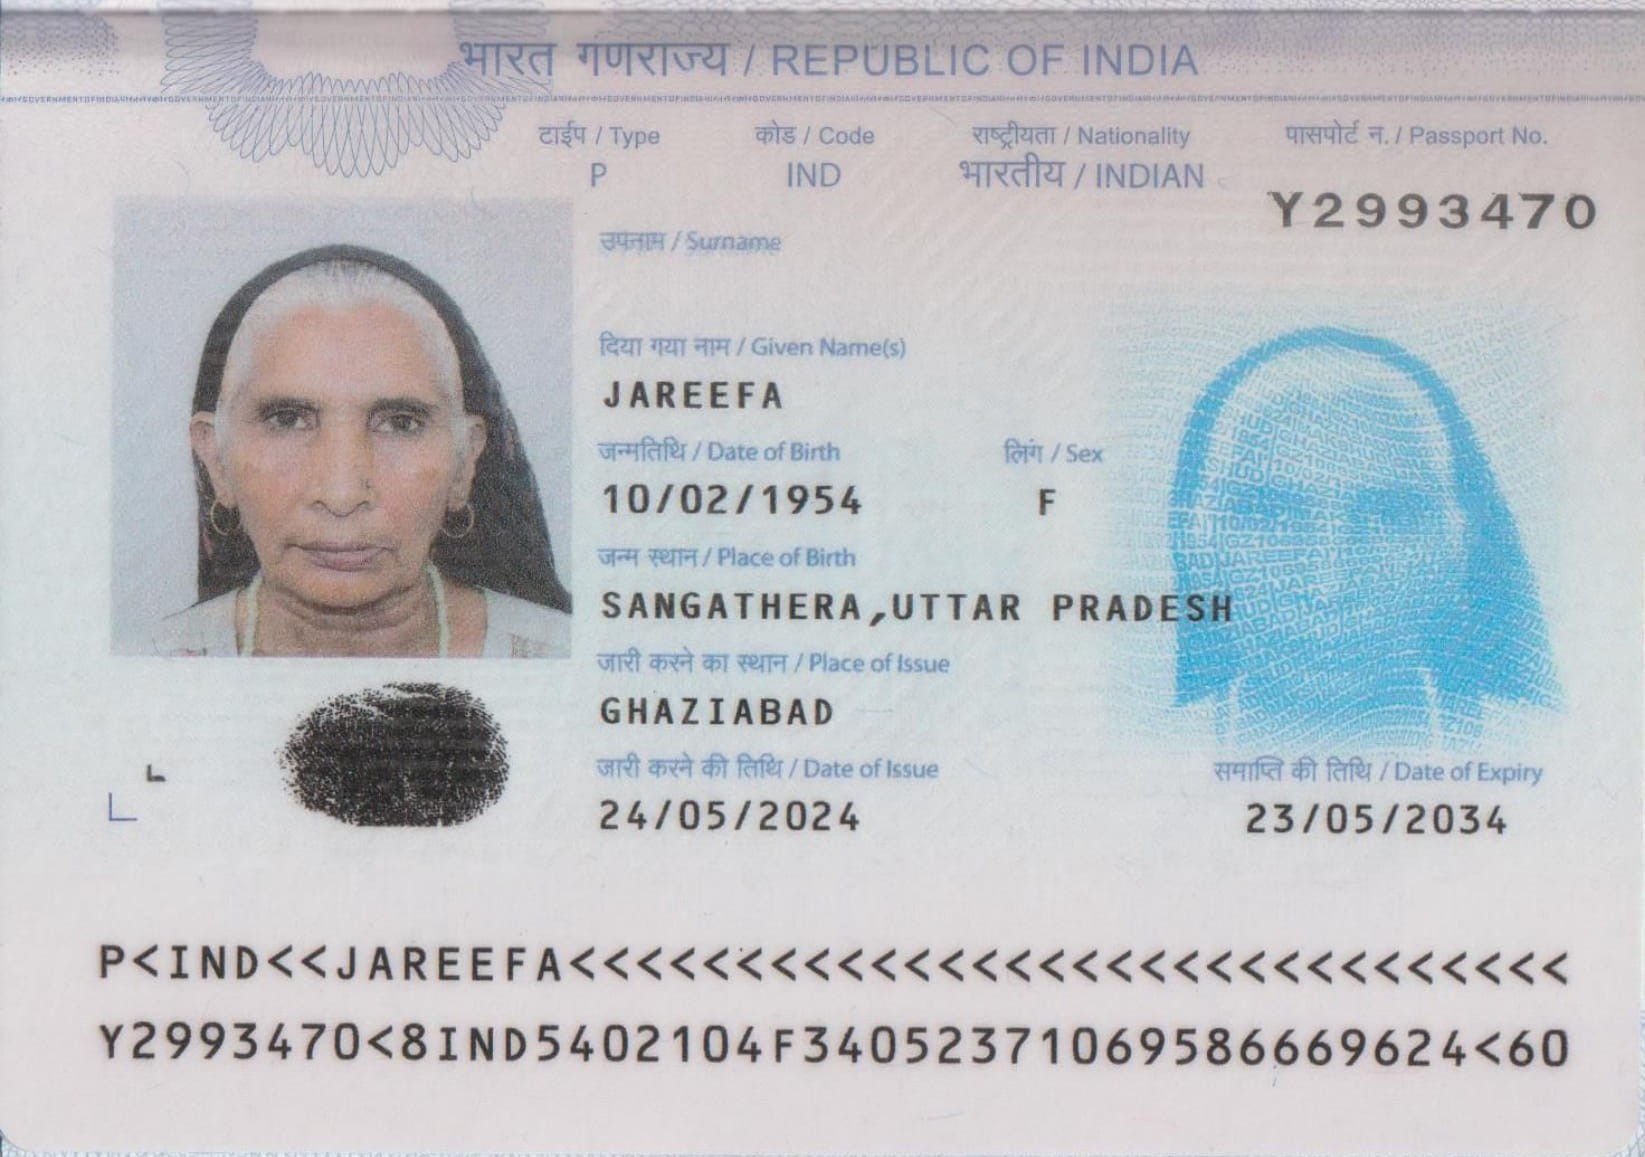 भारत गणराज्य / REPUBLIC OF INDIA
टाईप / Type कोड / Code राष्ट्रीयता / Nationality पासपोर्ट न. / Passport No.
P IND भारतीय / INDIAN Y2993470
उपनाम / Surname
दिया गया नाम / Given Name(s)
JAREEFA
जन्मतिथि / Date of Birth लिंग / Sex
10/02/1954 F
जन्म स्थान / Place of Birth
SANGATHERA,UTTAR PRADESH
जारी करने का स्थान / Place of Issue
GHAZIABAD
जारी करने की तिथि / Date of Issue समाप्ति की तिथि / Date of Expiry
24/05/2024 23/05/2034
P<IND<<JAREEFA<<<<<<<<<<<<<<<<<<<<<<<<<<<<<<
Y2993470<8IND5402104F34052371069586669624<60